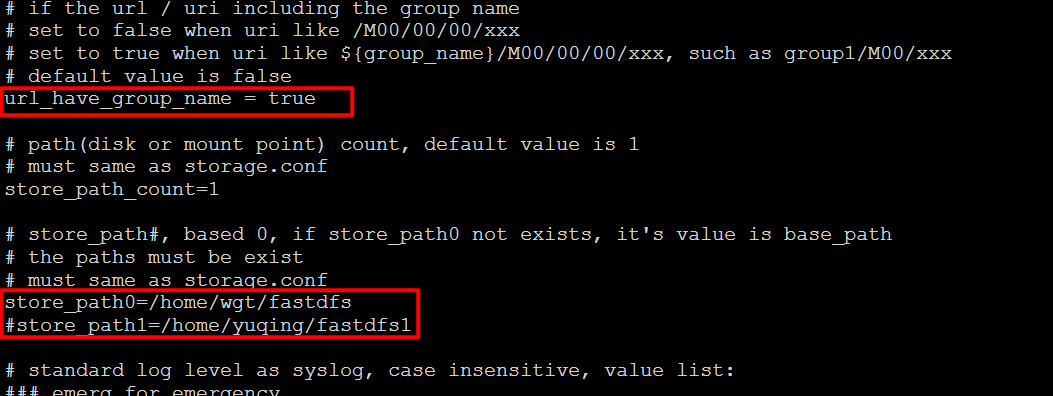 # if the url / uri including the group name
# set to false when uri like /M00/00/00/xxx
# set to true when uri like ${group_name}/M00/00/00/xxx, such as group1/M00/xxx
# default value is false
url_have_group_name = true
# path(disk or mount point) count, default value is 1
# must same as storage.conf
store_path_count=1
# store_path#, based 0, if store_path0 not exists, it's value is base_path
# the paths must be exist
# must same as storage.conf
store_path0=/home/wgt/fastdfs
#store_path1=/home/yuqing/fastdfs1
# standard log level as syslog, case insensitive, value list:
### emerg for emergency